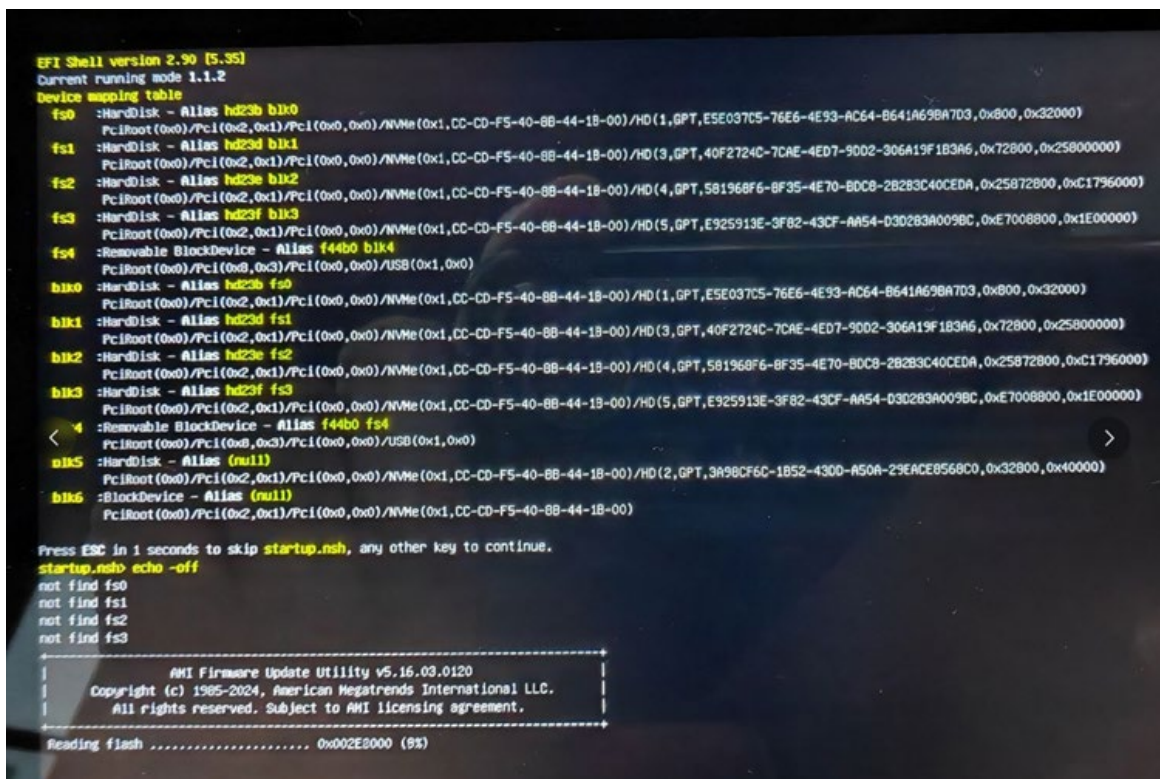 EFI Shell version 2.90 [5.35]
Current running mode 1.1.2
Device mapping table
fs0 :HardDisk - Alias hd23b blk0
PciRoot(0x0)/Pci(0x2,0x1)/Pci(0x0,0x0)/NVMe(0x1,CC-CD-F5-40-8B-44-1B-00)/HD(1,GPT,E5E037C5-76E6-4E93-AC64-B641A69BA7D3,0x800,0x32000)
fs1 :HardDisk - Alias hd23d blk1
PciRoot(0x0)/Pci(0x2,0x1)/Pci(0x0,0x0)/NVMe(0x1,CC-CD-F5-40-8B-44-1B-00)/HD(3,GPT,40F2724C-7CAE-4ED7-9DD2-306A19F1B3A6,0x72800,0x25800000)
fs2 :HardDisk - Alias hd23e blk2
PciRoot(0x0)/Pci(0x2,0x1)/Pci(0x0,0x0)/NVMe(0x1,CC-CD-F5-40-8B-44-1B-00)/HD(4,GPT,581968F6-8F35-4E70-BDC8-2B2B3C40CEDA,0x25872800,0xC1796000)
fs3 :HardDisk - Alias hd23f blk3
PciRoot(0x0)/Pci(0x2,0x1)/Pci(0x0,0x0)/NVMe(0x1,CC-CD-F5-40-8B-44-1B-00)/HD(5,GPT,E925913E-3F82-43CF-AA54-D3D283A009BC,0xE7008800,0x1E00000)
fs4 :Removable BlockDevice - Alias f44b0 blk4
PciRoot(0x0)/Pci(0x8,0x3)/Pci(0x0,0x0)/USB(0x1,0x0)
blk0 :HardDisk - Alias hd23b fs0
PciRoot(0x0)/Pci(0x2,0x1)/Pci(0x0,0x0)/NVMe(0x1,CC-CD-F5-40-8B-44-1B-00)/HD(1,GPT,E5E037C5-76E6-4E93-AC64-B641A69BA7D3,0x800,0x32000)
blk1 :HardDisk - Alias hd23d fs1
PciRoot(0x0)/Pci(0x2,0x1)/Pci(0x0,0x0)/NVMe(0x1,CC-CD-F5-40-8B-44-1B-00)/HD(3,GPT,40F2724C-7CAE-4ED7-9DD2-306A19F1B3A6,0x72800,0x25800000)
blk2 :HardDisk - Alias hd23e fs2
PciRoot(0x0)/Pci(0x2,0x1)/Pci(0x0,0x0)/NVMe(0x1,CC-CD-F5-40-8B-44-1B-00)/HD(4,GPT,581968F6-8F35-4E70-BDC8-2B2B3C40CEDA,0x25872800,0xC1796000)
blk3 :HardDisk - Alias hd23f fs3
PciRoot(0x0)/Pci(0x2,0x1)/Pci(0x0,0x0)/NVMe(0x1,CC-CD-F5-40-8B-44-1B-00)/HD(5,GPT,E925913E-3F82-43CF-AA54-D3D283A009BC,0xE7008800,0x1E00000)
4 :Removable BlockDevice - Alias f44b0 fs4
PciRoot(0x0)/Pci(0x8,0x3)/Pci(0x0,0x0)/USB(0x1,0x0)
blk5 :HardDisk - Alias (null)
PciRoot(0x0)/Pci(0x2,0x1)/Pci(0x0,0x0)/NVMe(0x1,CC-CD-F5-40-8B-44-1B-00)/HD(2,GPT,3A9BCF6C-1B52-43DD-A50A-29EACE8568C0,0x32800,0x40000)
blk6 :BlockDevice - Alias (null)
PciRoot(0x0)/Pci(0x2,0x1)/Pci(0x0,0x0)/NVMe(0x1,CC-CD-F5-40-8B-44-1B-00)
Press ESC in 1 seconds to skip startup.nsh, any other key to continue.
startup.nsh> echo -off
not find fs0
not find fs1
not find fs2
not find fs3
AMI Firmware Update Utility v5.16.03.0120
Copyright (c) 1985-2024, American Megatrends International LLC.
All rights reserved. Subject to AMI licensing agreement.
Reading flash ...................... 0x002E2000 (9%)